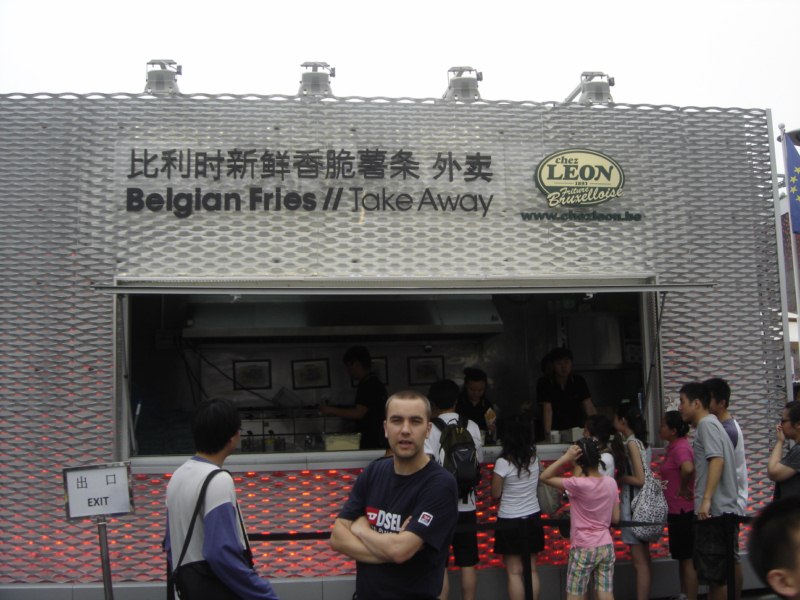 比利时新鲜香脆薯条 外卖
Belgian Fries // Take Away
chez
LEON
1893
Friture
Bruxelloise
www.chezleon.be
出口
EXIT